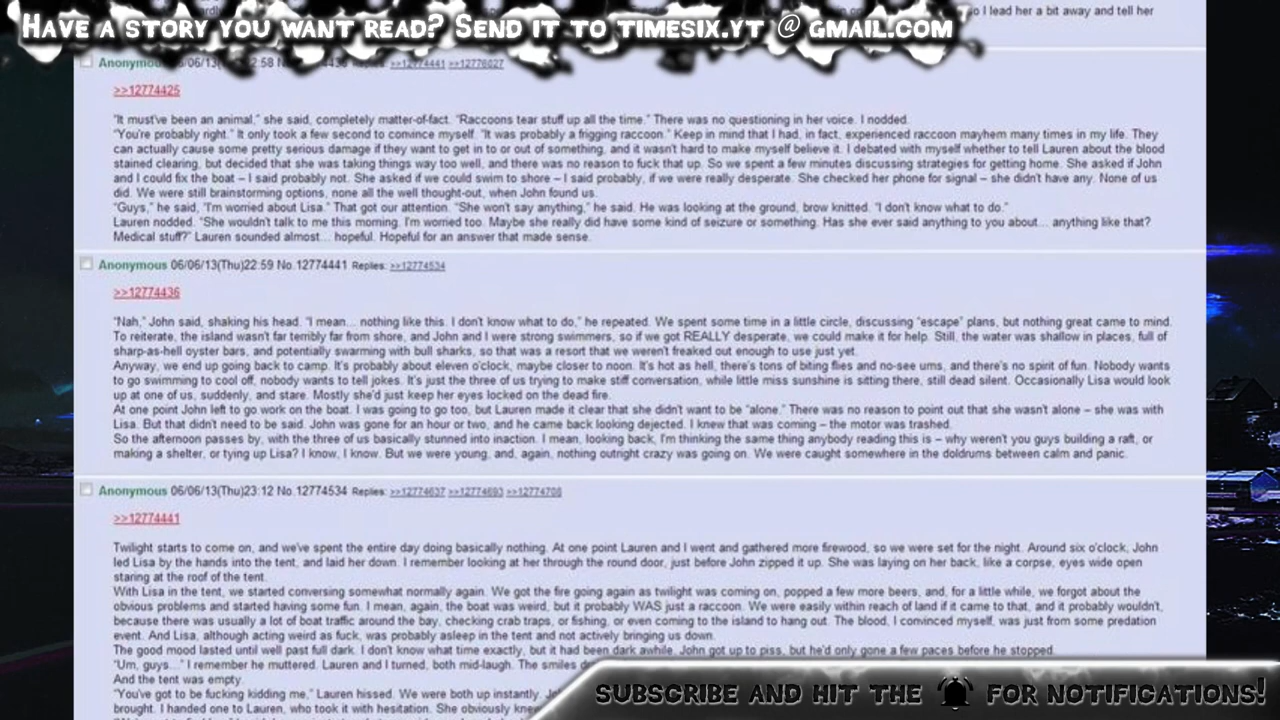 o I lead her a bit away and tell her
Have a story you want read? Send it to timesix.yt @ gmail.com
Anonymous 06/06/13(Thu)22:58 No.12774436 Replies: >>12774441 >>12776027
>>12774425
“It must've been an animal,” she said, completely matter-of-fact. “Raccoons tear stuff up all the time.” There was no questioning in her voice. I nodded.
“You're probably right.” It only took a few second to convince myself. “It was probably a frigging raccoon.” Keep in mind that I had, in fact, experienced raccoon mayhem many times in my life. They
can actually cause some pretty serious damage if they want to get in to or out of something, and it wasn't hard to make myself believe it. I debated with myself whether to tell Lauren about the blood
stained clearing, but decided that she was taking things way too well, and there was no reason to fuck that up. So we spent a few minutes discussing strategies for getting home. She asked if John
and I could fix the boat – I said probably not. She asked if we could swim to shore – I said probably, if we were really desperate. She checked her phone for signal – she didn't have any. None of us
did. We were still brainstorming options, none all the well thought-out, when John found us.
“Guys,” he said, “I'm worried about Lisa.” That got our attention. “She won't say anything,” he said. He was looking at the ground, brow knitted. “I don't know what to do.”
Lauren nodded. “She wouldn't talk to me this morning. I'm worried too. Maybe she really did have some kind of seizure or something. Has she ever said anything to you about... anything like that?
Medical stuff?” Lauren sounded almost... hopeful. Hopeful for an answer that made sense.
Anonymous 06/06/13(Thu)22:59 No.12774441 Replies: >>12774534
>>12774436
“Nah,” John said, shaking his head. “I mean... nothing like this. I don't know what to do,” he repeated. We spent some time in a little circle, discussing “escape” plans, but nothing great came to mind.
To reiterate, the island wasn't far terribly far from shore, and John and I were strong swimmers, so if we got REALLY desperate, we could make it for help. Still, the water was shallow in places, full of
sharp-as-hell oyster bars, and potentially swarming with bull sharks, so that was a resort that we weren't freaked out enough to use just yet.
Anyway, we end up going back to camp. It's probably about eleven o'clock, maybe closer to noon. It's hot as hell, there's tons of biting flies and no-see ums, and there's no spirit of fun. Nobody wants
to go swimming to cool off, nobody wants to tell jokes. It's just the three of us trying to make stiff conversation, while little miss sunshine is sitting there, still dead silent. Occasionally Lisa would look
up at one of us, suddenly, and stare. Mostly she'd just keep her eyes locked on the dead fire.
At one point John left to go work on the boat. I was going to go too, but Lauren made it clear that she didn't want to be “alone.” There was no reason to point out that she wasn't alone – she was with
Lisa. But that didn't need to be said. John was gone for an hour or two, and he came back looking dejected. I knew that was coming – the motor was trashed.
So the afternoon passes by, with the three of us basically stunned into inaction. I mean, looking back, I'm thinking the same thing anybody reading this is – why weren't you guys building a raft, or
making a shelter, or tying up Lisa? I know, I know. But we were young, and, again, nothing outright crazy was going on. We were caught somewhere in the doldrums between calm and panic.
Anonymous 06/06/13(Thu)23:12 No.12774534 Replies: >>12774637 >>12774693 >>12774708
>>12774441
Twilight starts to come on, and we've spent the entire day doing basically nothing. At one point Lauren and I went and gathered more firewood, so we were set for the night. Around six o'clock, John
led Lisa by the hands into the tent, and laid her down. I remember looking at her through the round door, just before John zipped it up. She was laying on her back, like a corpse, eyes wide open
staring at the roof of the tent.
With Lisa in the tent, we started conversing somewhat normally again. We got the fire going again as twilight was coming on, popped a few more beers, and, for a little while, we forgot about the
obvious problems and started having some fun. I mean, again, the boat was weird, but it probably WAS just a raccoon. We were easily within reach of land if it came to that, and it probably wouldn't,
because there was usually a lot of boat traffic around the bay, checking crab traps, or fishing, or even coming to the island to hang out. The blood, I convinced myself, was just from some predation
event. And Lisa, although acting weird as fuck, was probably asleep in the tent and not actively bringing us down.
The good mood lasted until well past full dark. I don't know what time exactly, but it had been dark awhile. John got up to piss, but he'd only gone a few paces before he stopped.
“Um, guys...” I remember he muttered. Lauren and I turned, both mid-laugh. The smiles
And the tent was empty.
“You've got to be fucking kidding me,” Lauren hissed. We were both up instantly.
brought. I handed one to Lauren, who took it with hesitation. She obviously knew
subscribe and hit the for notifications!